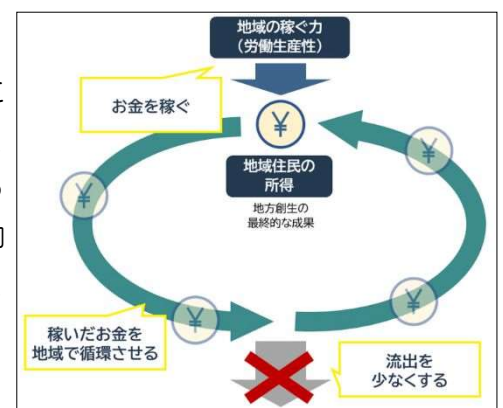 地域の稼ぐ力
(労働生産性)
お金を稼ぐ
¥
地域住民の
所得
地方創生の
最終的な成果
¥
¥
¥
¥
稼いだお金を
地域で循環させる
流出を
少なくする